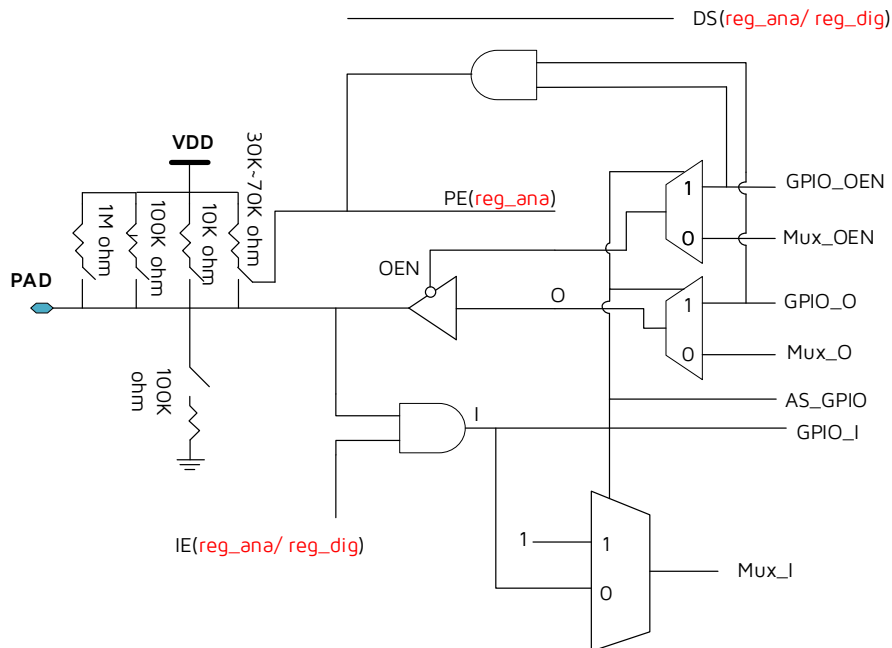 DS(reg_ana/ reg_dig)
VDD
30K~70K ohm
10K ohm
100K ohm
1M ohm
PE(reg_ana)
1
GPIO_OEN
0
Mux_OEN
OEN
PAD
O
1
GPIO_O
0
Mux_O
100K
ohm
AS_GPIO
I
GPIO_I
IE(reg_ana/ reg_dig)
1
1
0
Mux_I